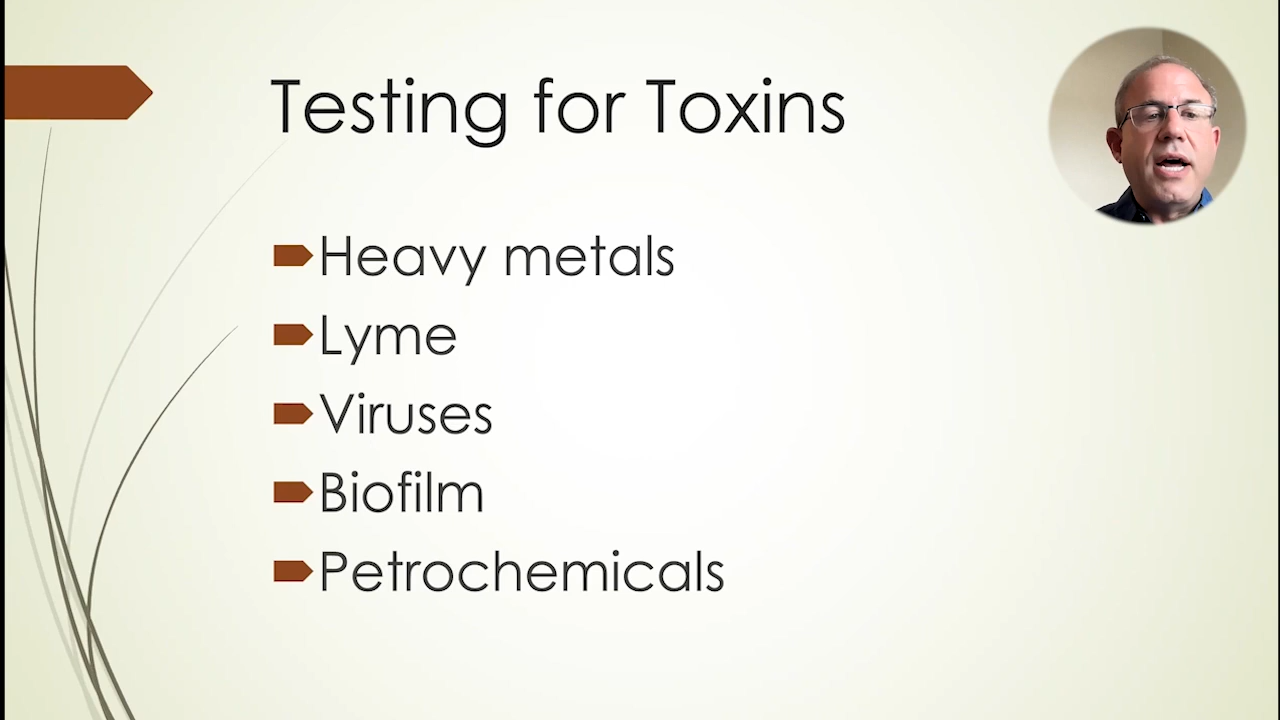 Testing for Toxins
Heavy metals
Lyme
Viruses
Biofilm
Petrochemicals